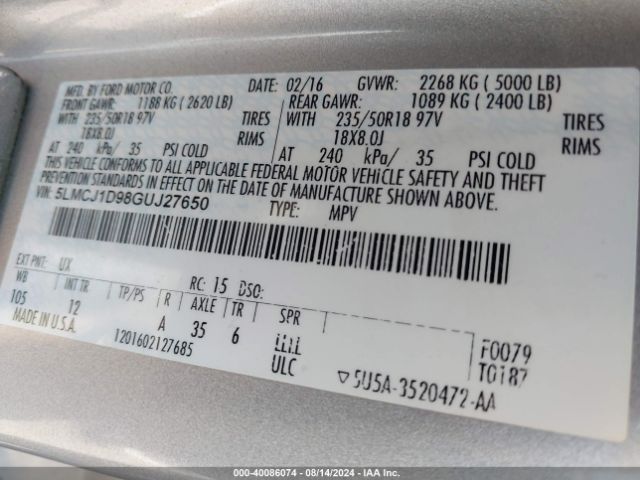 MFD. BY FORD MOTOR CO.
DATE: 02/16 GVWR: 2268 KG ( 5000 LB)
FRONT GAWR: 1188 KG ( 2620 LB)
REAR GAWR: 1089 KG ( 2400 LB)
WITH 235/50R18 97V TIRES
WITH 235/50R18 97V TIRES
18X8.0J RIMS
18X8.0J RIMS
AT 240 kPa/ 35 PSI COLD
AT 240 kPa/ 35 PSI COLD
THIS VEHICLE CONFORMS TO ALL APPLICABLE FEDERAL MOTOR VEHICLE SAFETY AND THEFT
PREVENTION STANDARDS IN EFFECT ON THE DATE OF MANUFACTURE SHOWN ABOVE.
VIN: 5LMCJ1D98GUJ27650
TYPE: MPV
EXT PNT: UX RC: 15 DSO:
WB INT TR TP/PS R AXLE TR SPR
105 12 A 35 6
MADE IN U.S.A. 1201602127685 ULC
F0079
T0187
▽5U5A-3520472-AA
000-40086074 - 08/14/2024 - IAA Inc.